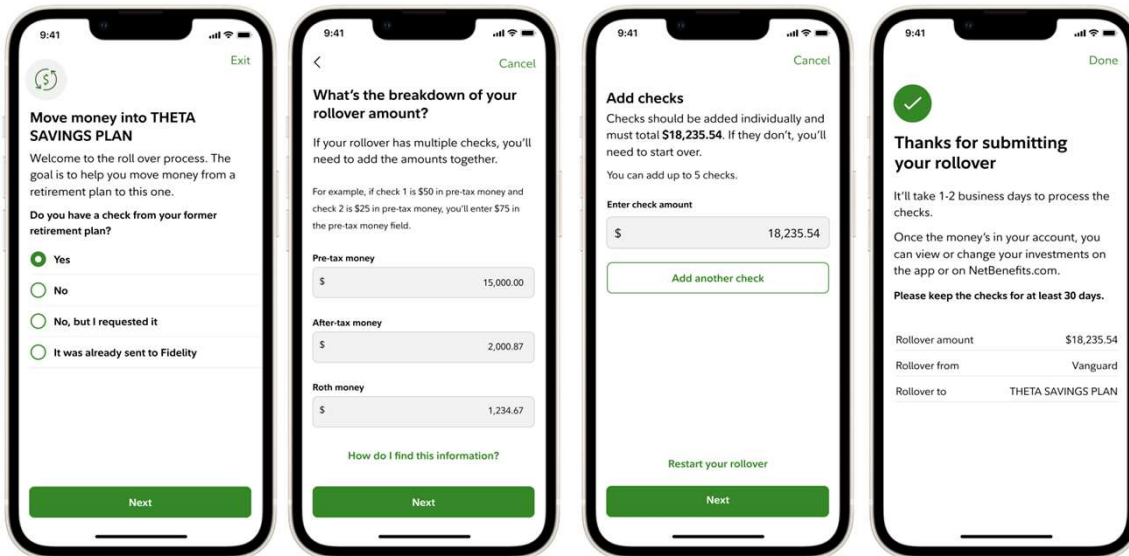 9:41
Exit
Move money into THETA
SAVINGS PLAN
Welcome to the roll over process. The
goal is to help you move money from a
retirement plan to this one.
Do you have a check from your former
retirement plan?
Yes
No
No, but I requested it
It was already sent to Fidelity
Next
9:41
Cancel
What's the breakdown of your
rollover amount?
If your rollover has multiple checks, you'll
need to add the amounts together.
For example, if check 1 is $50 in pre-tax money and
check 2 is $25 in pre-tax money, you'll enter $75 in
the pre-tax money field.
Pre-tax money
$ 15,000.00
After-tax money
$ 2,000.87
Roth money
$ 1,234.67
How do I find this information?
Next
9:41
Cancel
Add checks
Checks should be added individually and
must total $18,235.54. If they don't, you'll
need to start over.
You can add up to 5 checks.
Enter check amount
$ 18,235.54
Add another check
Restart your rollover
Next
9:41
Done
Thanks for submitting
your rollover
It'll take 1-2 business days to process the
checks.
Once the money's in your account, you
can view or change your investments on
the app or on NetBenefits.com.
Please keep the checks for at least 30 days.
Rollover amount $18,235.54
Rollover from Vanguard
Rollover to THETA SAVINGS PLAN